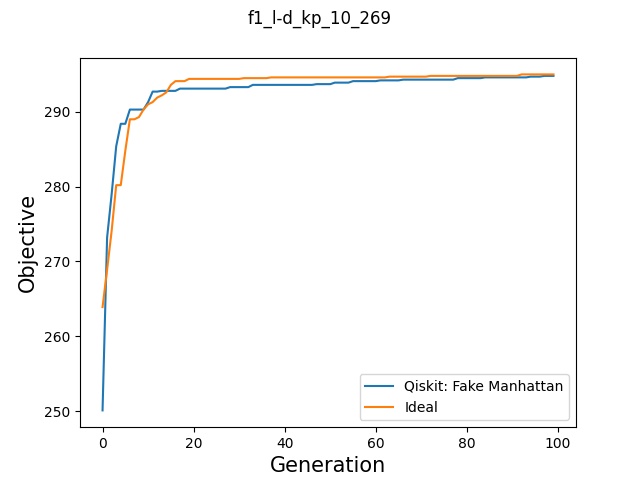 f1_l-d_kp_10_269
Objective
290
280
270
260
250
0 20 40 60 80 100
Generation
Qiskit: Fake Manhattan
Ideal